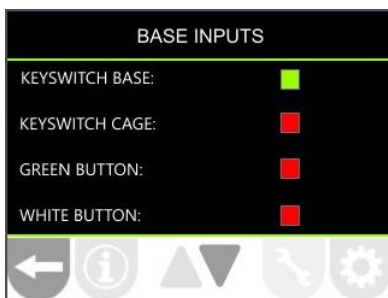 BASE INPUTS
KEYSWITCH BASE:
KEYSWITCH CAGE:
GREEN BUTTON:
WHITE BUTTON: